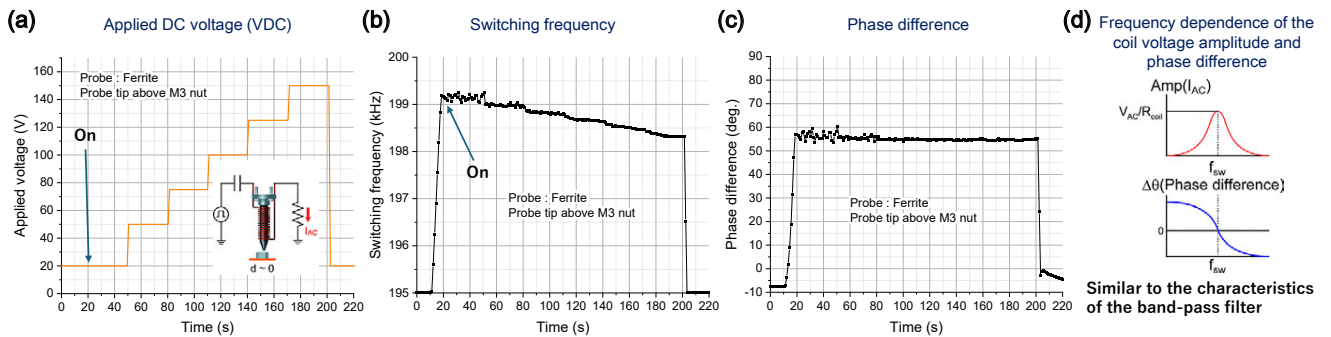 (a)
Applied DC voltage (VDC)
Applied voltage (V)
160
140
120
100
80
60
40
20
0
Probe : Ferrite
Probe tip above M3 nut
On
I_AC
d ~ 0
0 20 40 60 80 100 120 140 160 180 200 220
Time (s)
(b)
Switching frequency
Switching frequency (kHz)
200
199
198
197
196
195
On
Probe : Ferrite
Probe tip above M3 nut
0 20 40 60 80 100 120 140 160 180 200 220
Time (s)
(c)
Phase difference
Phase difference (deg.)
90
80
70
60
50
40
30
20
10
0
-10
Probe : Ferrite
Probe tip above M3 nut
0 20 40 60 80 100 120 140 160 180 200 220
Time (s)
(d)
Frequency dependence of the
coil voltage amplitude and
phase difference
Amp(I_AC)
V_AC/R_coil
f_sw
Δθ(Phase difference)
0
f_sw
Similar to the characteristics
of the band-pass filter